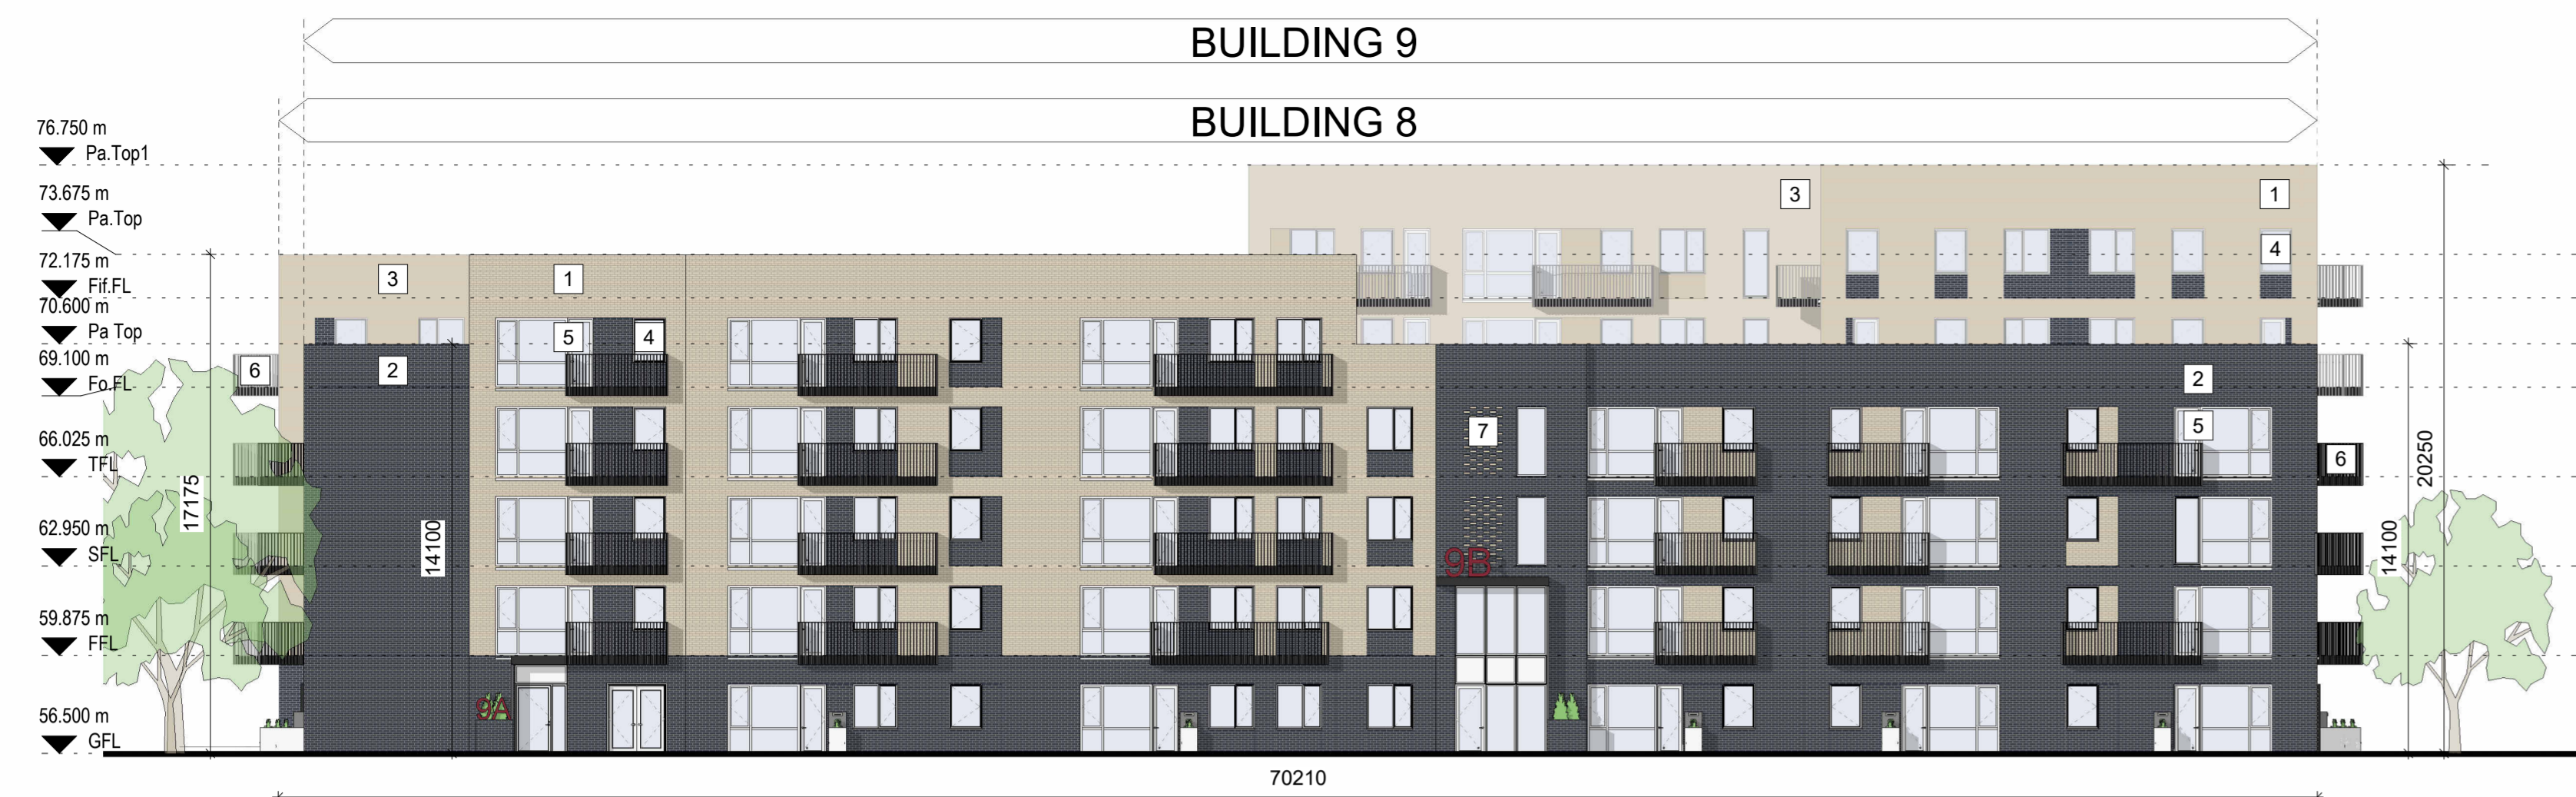 BUILDING 9
BUILDING 8
76.750 m
Pa.Top1
73.675 m
Pa.Top
72.175 m
Fif.FL
70.600 m
Pa Top
69.100 m
Fo.FL
66.025 m
TFL
62.950 m
SFL
59.875 m
FFL
56.500 m
GFL
3
1
4
3
1
5
4
6
2
2
7
5
6
17175
14100
20250
14100
9A
9B
70210